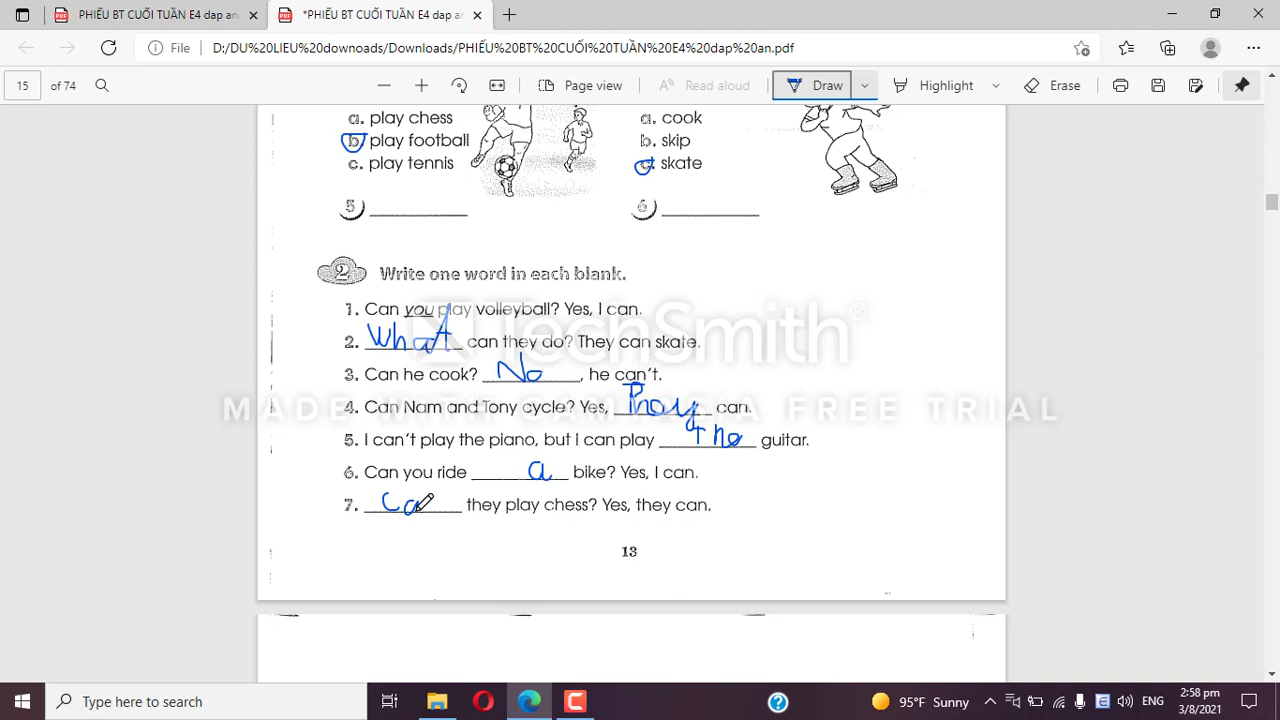 PHIẾU BT CUỐI TUẦN E4 dap an
*PHIẾU BT CUỐI TUẦN E4 dap ar
File D:/DU%20LIEU%20downoads/Downloads/PHIẾU%20BT%20CUỐI%20TUẦN%20E4%20dap%20an.pdf
15 of 74 Page view Read aloud Draw Highlight Erase
a. play chess
b. play football
c. play tennis
a. cook
b. skip
c. skate
5
6
2 Write one word in each blank.
1. Can you play volleyball? Yes, I can.
2. What can they do? They can skate.
3. Can he cook? No, he can't.
4. Can Nam and Tony cycle? Yes, they can.
5. I can't play the piano, but I can play the guitar.
6. Can you ride a bike? Yes, I can.
7. Ca they play chess? Yes, they can.
13
TechSmith
MADE WITH CAMTASIA FREE TRIAL
Type here to search
95°F Sunny
ENG
2:58 pm
3/8/2021